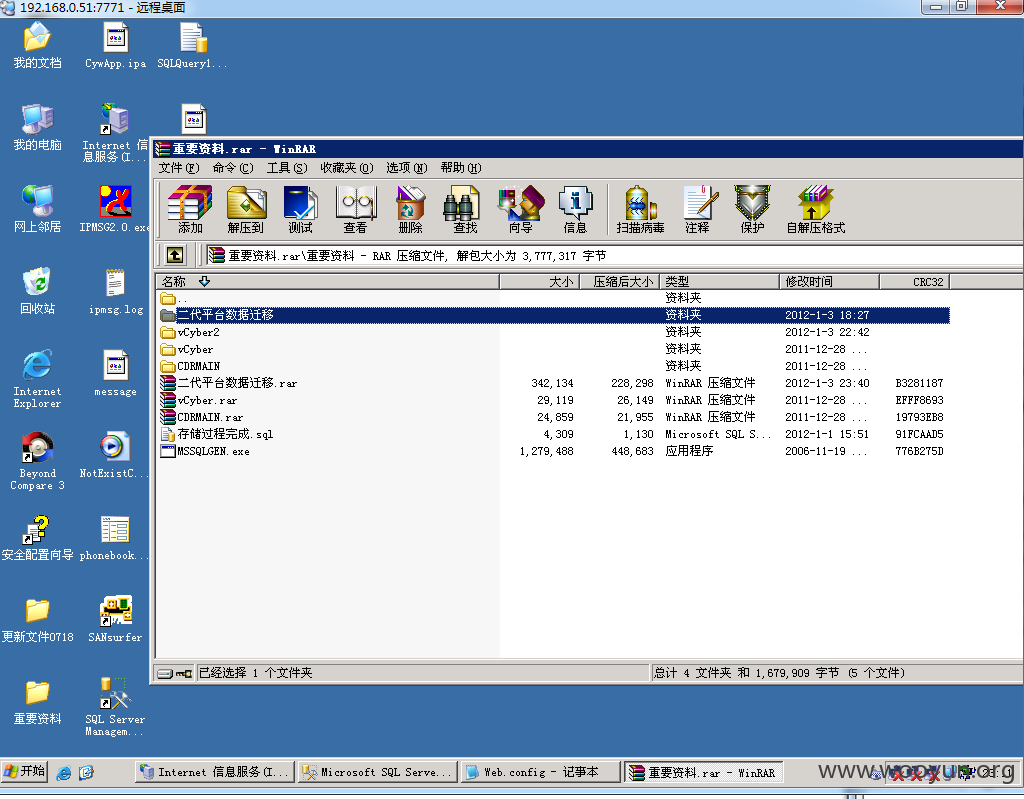 192.168.0.51:7771 - 远程桌面
我的文档
CywApp.ipa
SQLQuery1...
我的电脑
Internet 信
息服务(I...
网上邻居
IPMSG2.0.exe
回收站
ipmsg.log
Internet
Explorer
message
Beyond
Compare 3
NotExistC...
安全配置向导
phonebook...
更新文件0718
SANsurfer
重要资料
SQL Server
Managem...
重要资料.rar - WinRAR
文件(F) 命令(C) 工具(S) 收藏夹(O) 选项(N) 帮助(H)
添加 解压到 测试 查看 删除 查找 向导 信息 扫描病毒 注释 保护 自解压格式
重要资料.rar\重要资料 - RAR 压缩文件, 解包大小为 3,777,317 字节
名称 大小 压缩后大小 类型 修改时间 CRC32
.. 资料夹
二代平台数据迁移 资料夹 2012-1-3 18:27
vCyber2 资料夹 2012-1-3 22:42
vCyber 资料夹 2011-12-28 ...
CDRMAIN 资料夹 2011-12-28 ...
二代平台数据迁移.rar 342,134 228,298 WinRAR 压缩文件 2012-1-3 23:40 B3281187
vCyber.rar 29,119 26,149 WinRAR 压缩文件 2011-12-28 ... EFFF8693
CDRMAIN.rar 24,859 21,955 WinRAR 压缩文件 2011-12-28 ... 19793EB8
存储过程完成.sql 4,309 1,130 Microsoft SQL S... 2012-1-1 15:51 91FCAAD5
MSSQLGEN.exe 1,279,488 448,683 应用程序 2006-11-19 ... 776B275D
已经选择 1 个文件夹
总计 4 文件夹 和 1,679,909 字节 (5 个文件)
开始
Internet 信息服务(I...
Microsoft SQL Serve...
Web.config - 记事本
重要资料.rar - WinRAR
www.wooyun.org